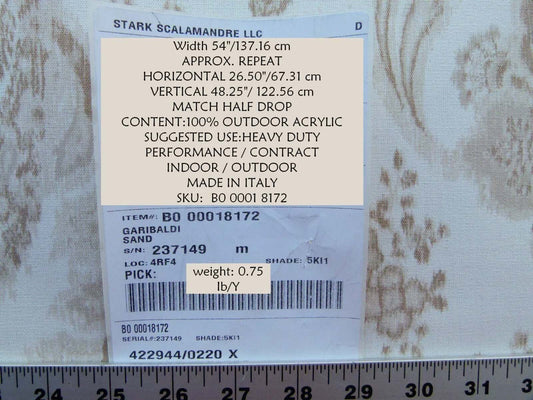 STARK SCALAMANDRE LLC D
Width 54"/137.16 cm
APPROX. REPEAT
HORIZONTAL 26.50"/67.31 cm
VERTICAL 48.25"/ 122.56 cm
MATCH HALF DROP
CONTENT:100% OUTDOOR ACRYLIC
SUGGESTED USE:HEAVY DUTY
PERFORMANCE / CONTRACT
INDOOR / OUTDOOR
MADE IN ITALY
SKU: B0 0001 8172
ITEM#: B0 00018172
GARIBALDI
SAND
S/N: 237149 m
LOC: 4RF4 SHADE: 5KI1
PICK:
weight: 0.75
lb/Y
B0 00018172
SERIAL#:237149 SHADE:5KI1
422944/0220 X
24 25 26 27 28 29 30 31 3